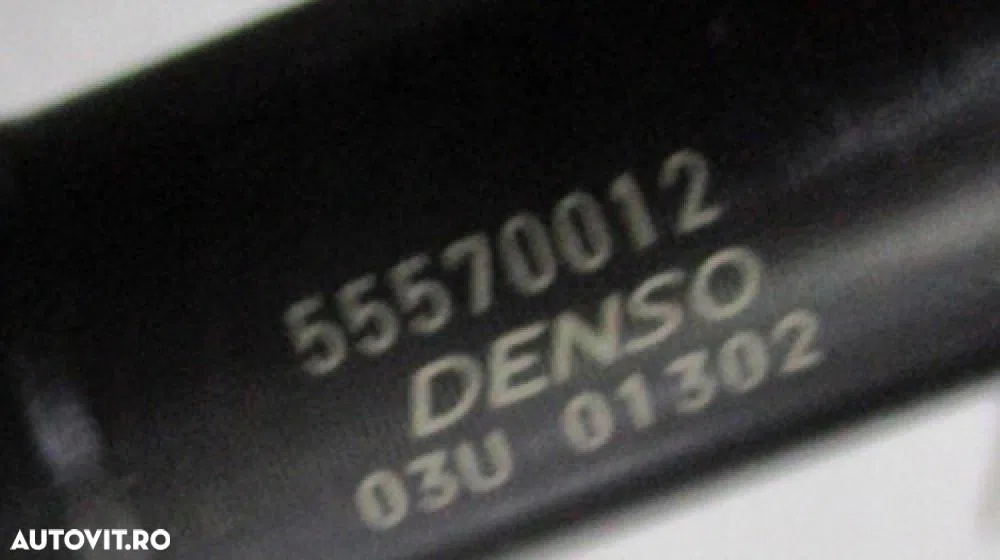 55570012
DENSO
03U 01302
AUTOVIT.RO